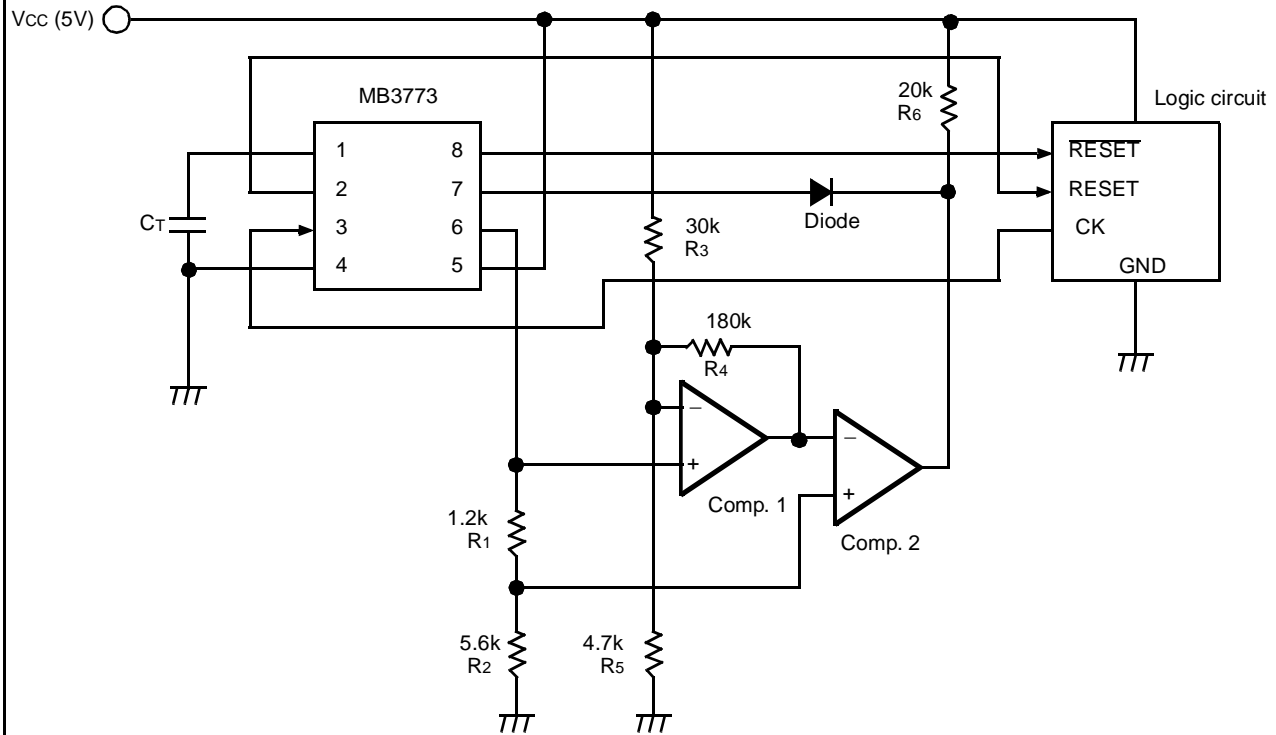 VCC (5V)
MB3773
1
2
3
4
8
7
6
5
CT
20k
R6
Logic circuit
RESET
RESET
CK
GND
Diode
30k
R3
180k
R4
−
+
Comp. 1
−
+
Comp. 2
1.2k
R1
5.6k
R2
4.7k
R5